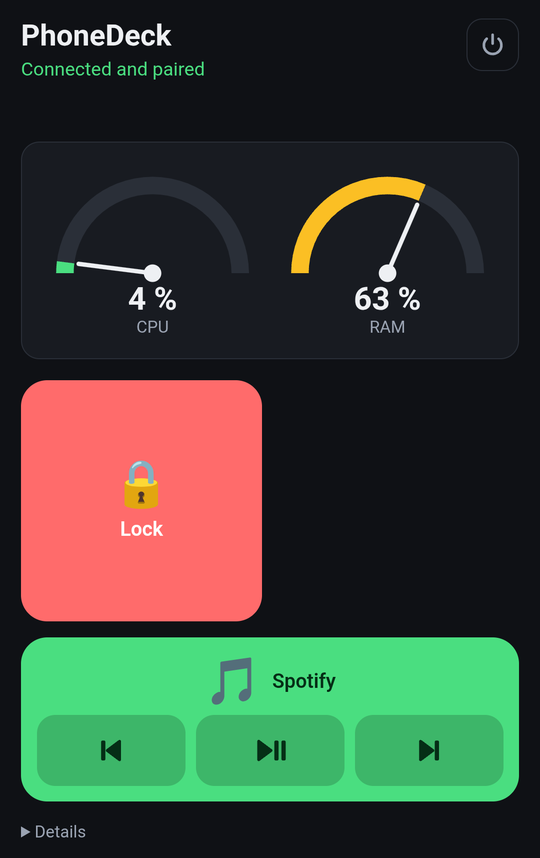 PhoneDeck
Connected and paired
4 %
CPU
63 %
RAM
Lock
Spotify
Details